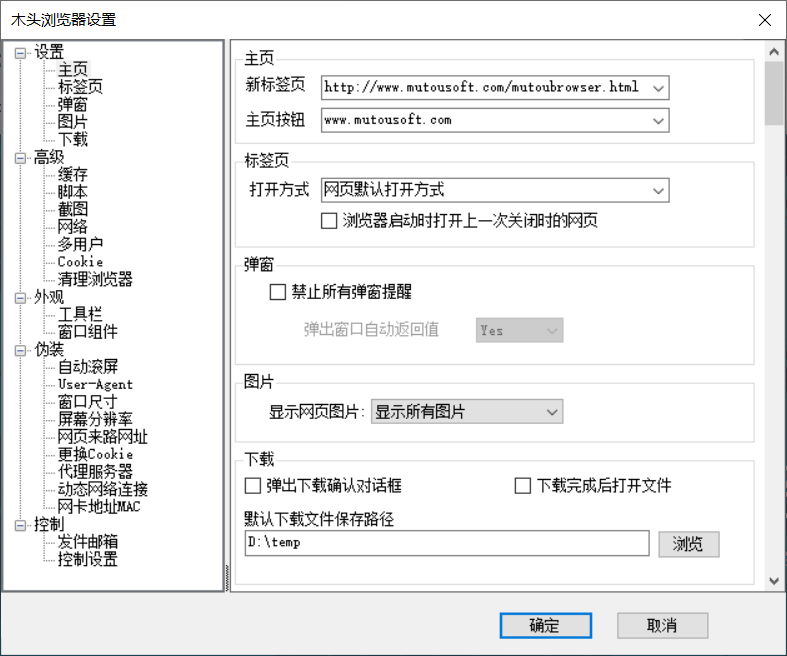 木头浏览器设置
设置
主页
标签页
弹窗
图片
下载
高级
缓存
脚本
截图
网络
多用户
Cookie
清理浏览器
外观
工具栏
窗口组件
伪装
自动滚屏
User-Agent
窗口尺寸
屏幕分辨率
网页来路网址
更换Cookie
代理服务器
动态网络连接
网卡地址MAC
控制
发件邮箱
控制设置
主页
新标签页 http://www.mutousoft.com/mutoubrowser.html
主页按钮 www.mutousoft.com
标签页
打开方式 网页默认打开方式
浏览器启动时打开上一次关闭时的网页
弹窗
禁止所有弹窗提醒
弹出窗口自动返回值 Yes
图片
显示网页图片: 显示所有图片
下载
弹出下载确认对话框 下载完成后打开文件
默认下载文件保存路径
D:\temp 浏览
确定 取消